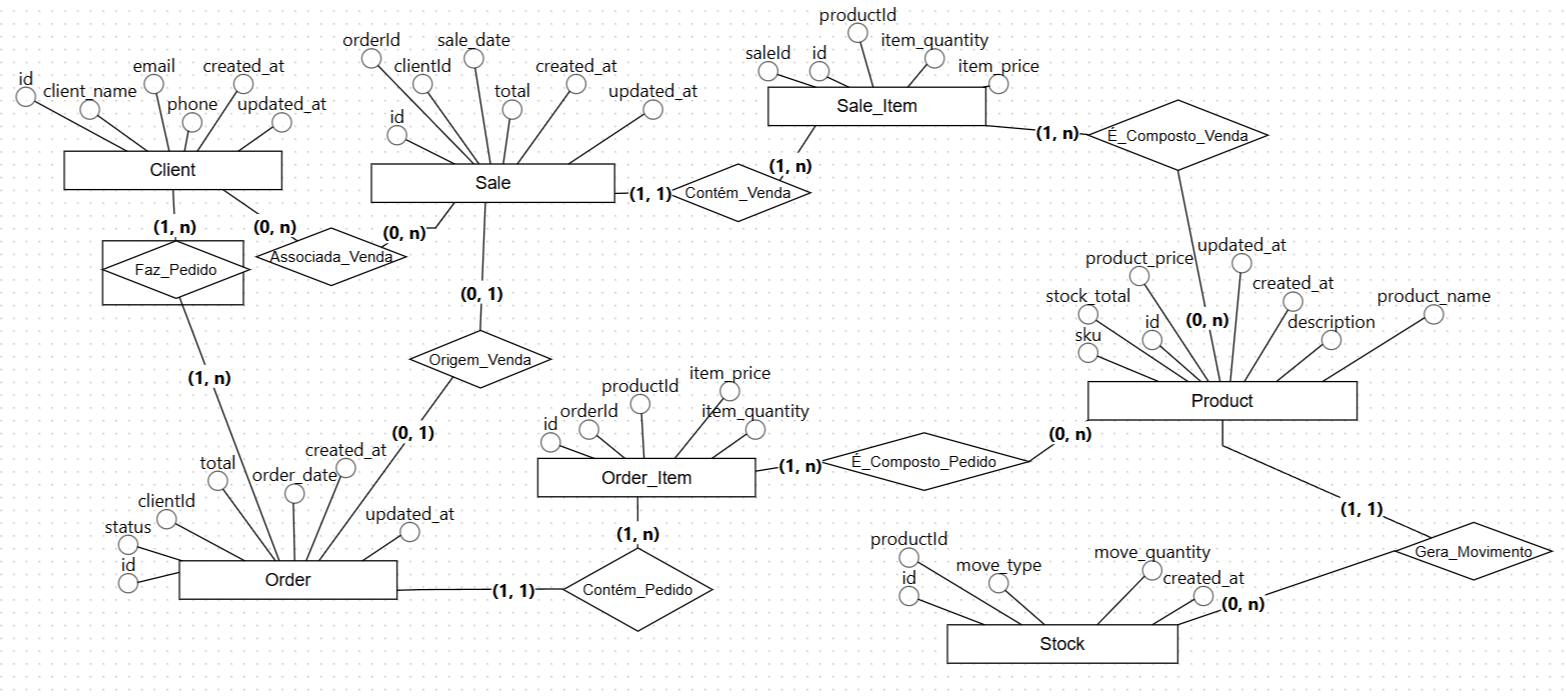 productId
orderId
sale_date
item_quantity
saleId
id
item_price
email
created_at
clientId
created_at
id
client_name
phone
updated_at
total
updated_at
id
Sale_Item
(1, n)
É_Composto_Venda
Client
Sale
(1, 1)
Contém_Venda
(1, n)
(1, n)
(0, n)
(0, n)
Faz_Pedido
Associada_Venda
updated_at
product_price
created_at
stock_total
product_name
(0, 1)
id
(0, n)
description
sku
Origem_Venda
(1, n)
item_price
productId
orderId
item_quantity
id
Product
(0, 1)
(0, n)
created_at
total
order_date
(1, n)
É_Composto_Pedido
Order_Item
clientId
updated_at
status
(1, n)
(1, 1)
id
productId
move_quantity
Gera_Movimento
move_type
id
created_at
Order
(1, 1)
Contém_Pedido
(0, n)
Stock